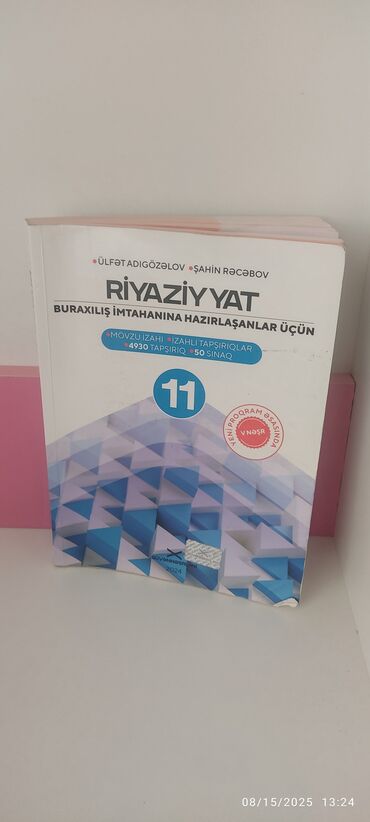 •ÜLFƏT ADIGÖZƏLOV •ŞAHİN RƏCƏBOV
RİYAZİYYAT
BURAXILIŞ İMTAHANINA HAZIRLAŞANLAR ÜÇÜN
•MÖVZU İZAHI •İZAHLI TAPŞIRIQLAR
•4930 TAPŞIRIQ •50 SINAQ
11
YENİ PROQRAM ƏSASINDA
V NƏŞR
2024
08/15/2025 13:24